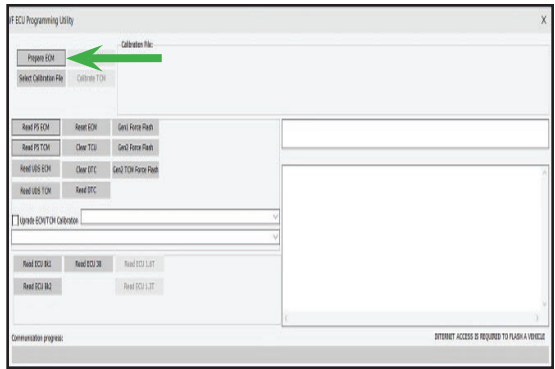 VF ECU Programming Utility X
Calibration File:
Prepare ECM
Select Calibration File Calibrate TCM
Read PS ECM Reset ECM Gen1 Force Flash
Read PS TCM Clear TCU Gen2 Force Flash
Read UDS ECM Clear DTC Gen2 TCM Force Flash
Read UDS TCM Read DTC
Uprade ECM/TCM Calibration
Read ECU Bk1 Read ECU 38 Read ECU 1.6T
Read ECU Bk2 Read ECU 1.3T
Communication progress:
INTERNET ACCESS IS REQUIRED TO FLASH A VEHICLE